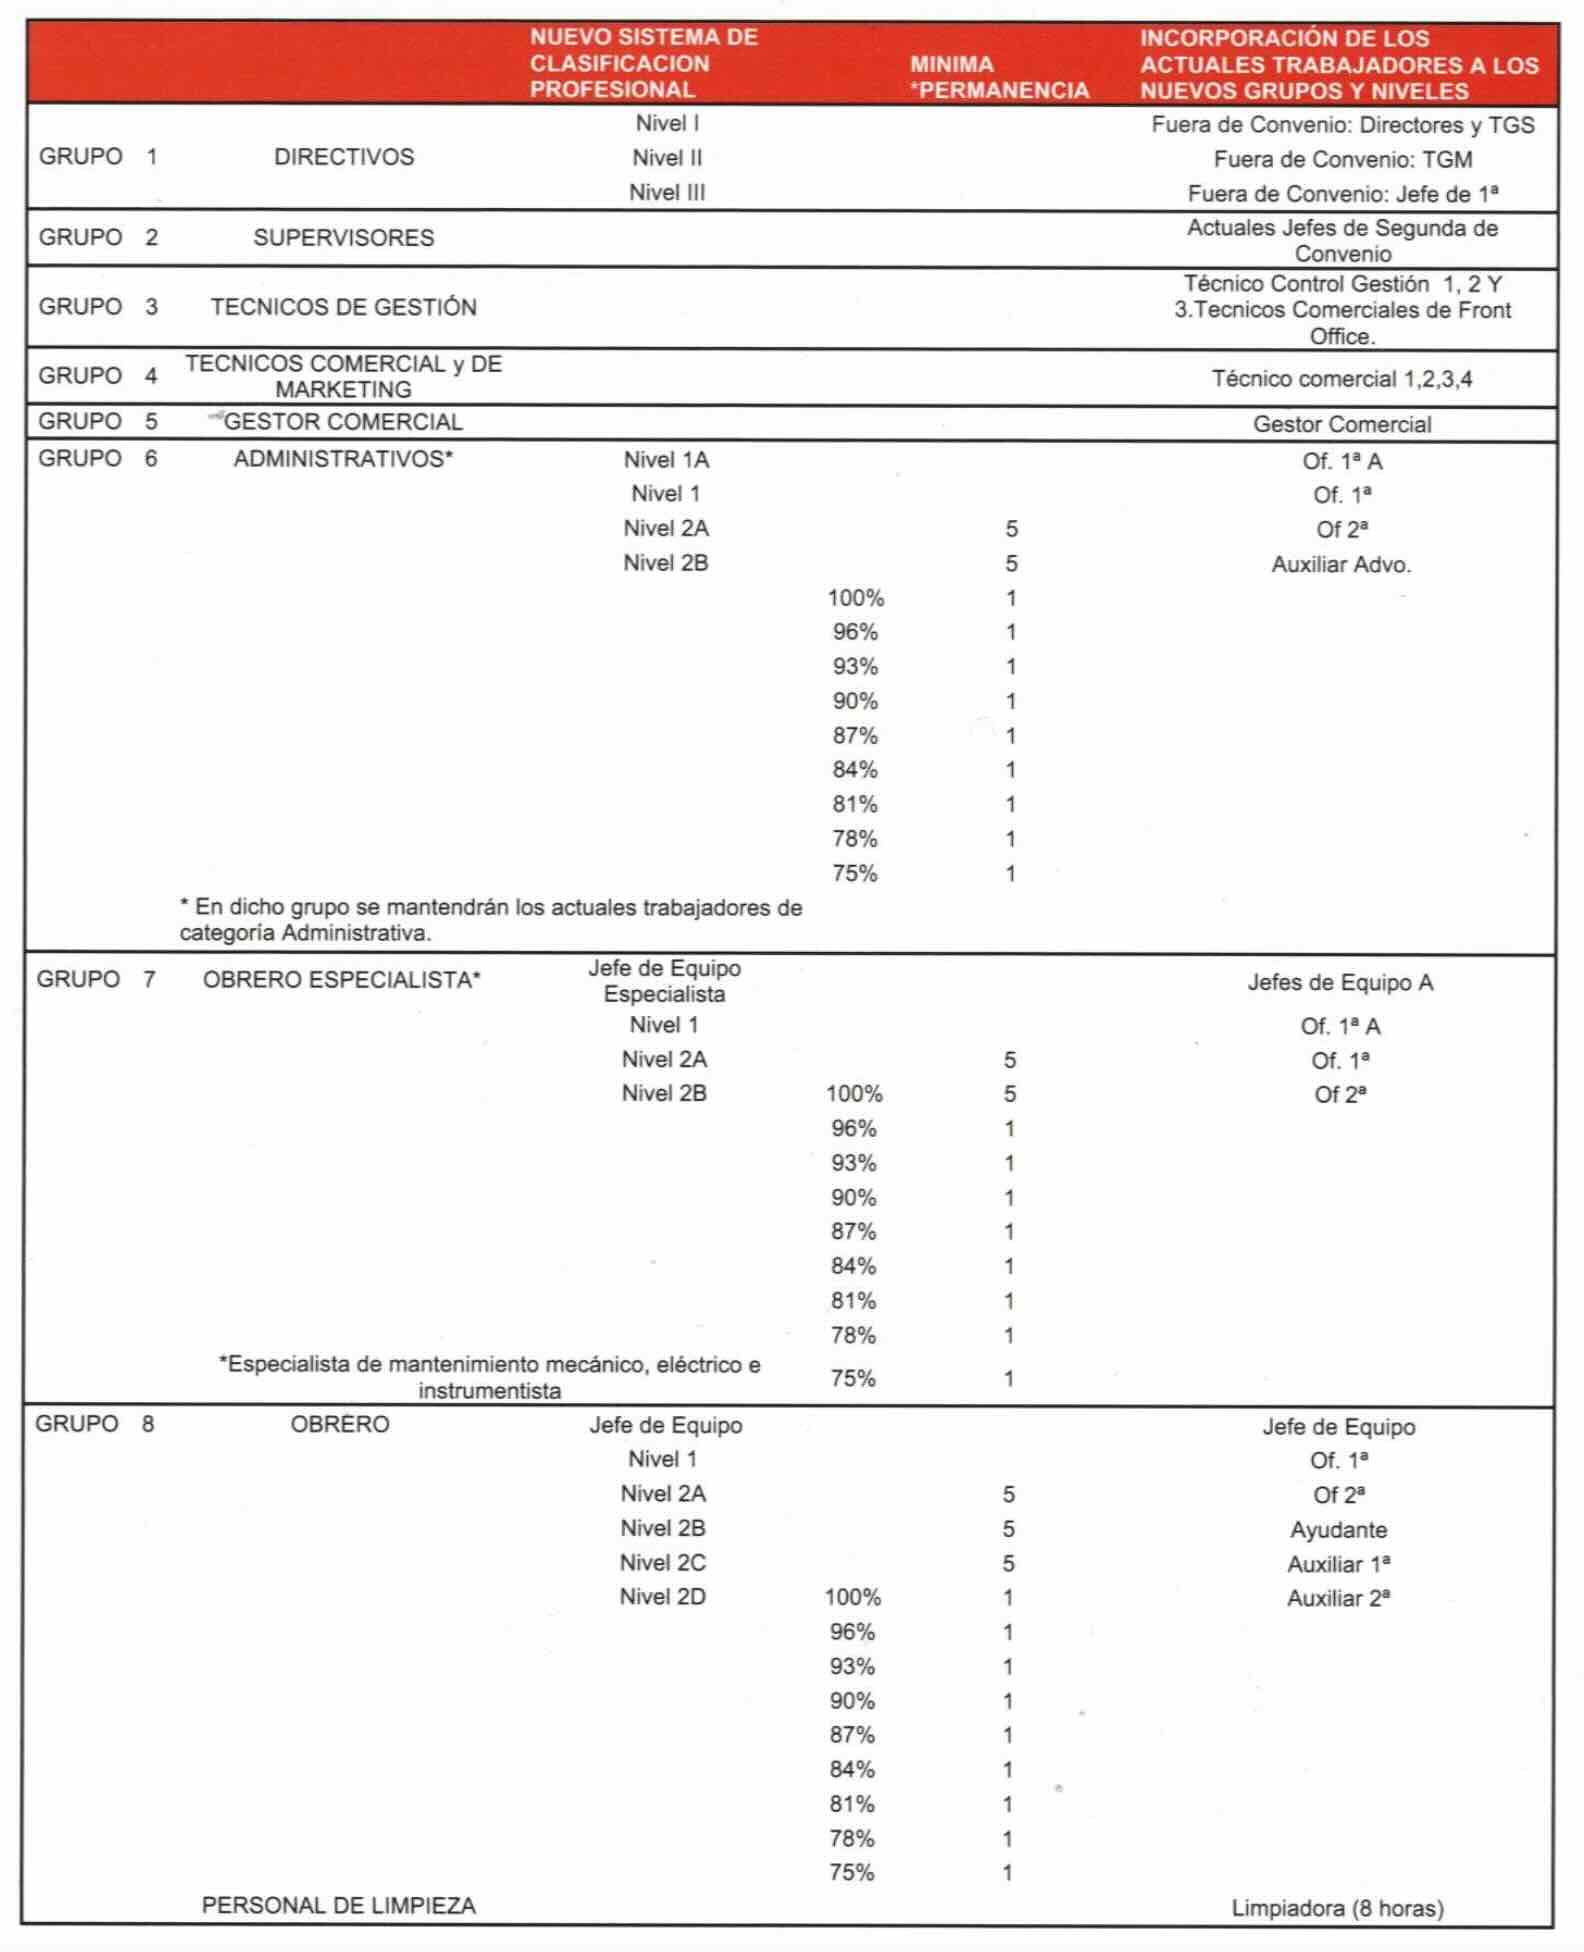 NUEVO SISTEMA DE
CLASIFICACION
PROFESIONAL
MINIMA
*PERMANENCIA
INCORPORACIÓN DE LOS
ACTUALES TRABAJADORES A LOS
NUEVOS GRUPOS Y NIVELES
GRUPO 1 DIRECTIVOS
Nivel I Fuera de Convenio: Directores y TGS
Nivel II Fuera de Convenio: TGM
Nivel III Fuera de Convenio: Jefe de 1ª
GRUPO 2 SUPERVISORES
Actuales Jefes de Segunda de
Convenio
GRUPO 3 TECNICOS DE GESTIÓN
Técnico Control Gestión 1, 2 Y
3.Tecnicos Comerciales de Front
Office.
GRUPO 4
TECNICOS COMERCIAL y DE
MARKETING
Técnico comercial 1,2,3,4
GRUPO 5 GESTOR COMERCIAL Gestor Comercial
GRUPO 6 ADMINISTRATIVOS* Nivel 1A Of. 1ª A
Nivel 1 Of. 1ª
Nivel 2A 5 Of 2ª
Nivel 2B 5 Auxiliar Advo.
100% 1
96% 1
93% 1
90% 1
87% 1
84% 1
81% 1
78% 1
75% 1
* En dicho grupo se mantendrán los actuales trabajadores de
categoría Administrativa.
GRUPO 7 OBRERO ESPECIALISTA*
Jefe de Equipo
Especialista
Jefes de Equipo A
Nivel 1 Of. 1ª A
Nivel 2A 5 Of. 1ª
Nivel 2B 100% 5 Of 2ª
96% 1
93% 1
90% 1
87% 1
84% 1
81% 1
78% 1
*Especialista de mantenimiento mecánico, eléctrico e
instrumentista
75% 1
GRUPO 8 OBRERO Jefe de Equipo Jefe de Equipo
Nivel 1 Of. 1ª
Nivel 2A 5 Of 2ª
Nivel 2B 5 Ayudante
Nivel 2C 5 Auxiliar 1ª
Nivel 2D 100% 1 Auxiliar 2ª
96% 1
93% 1
90% 1
87% 1
84% 1
81% 1
78% 1
75% 1
PERSONAL DE LIMPIEZA Limpiadora (8 horas)